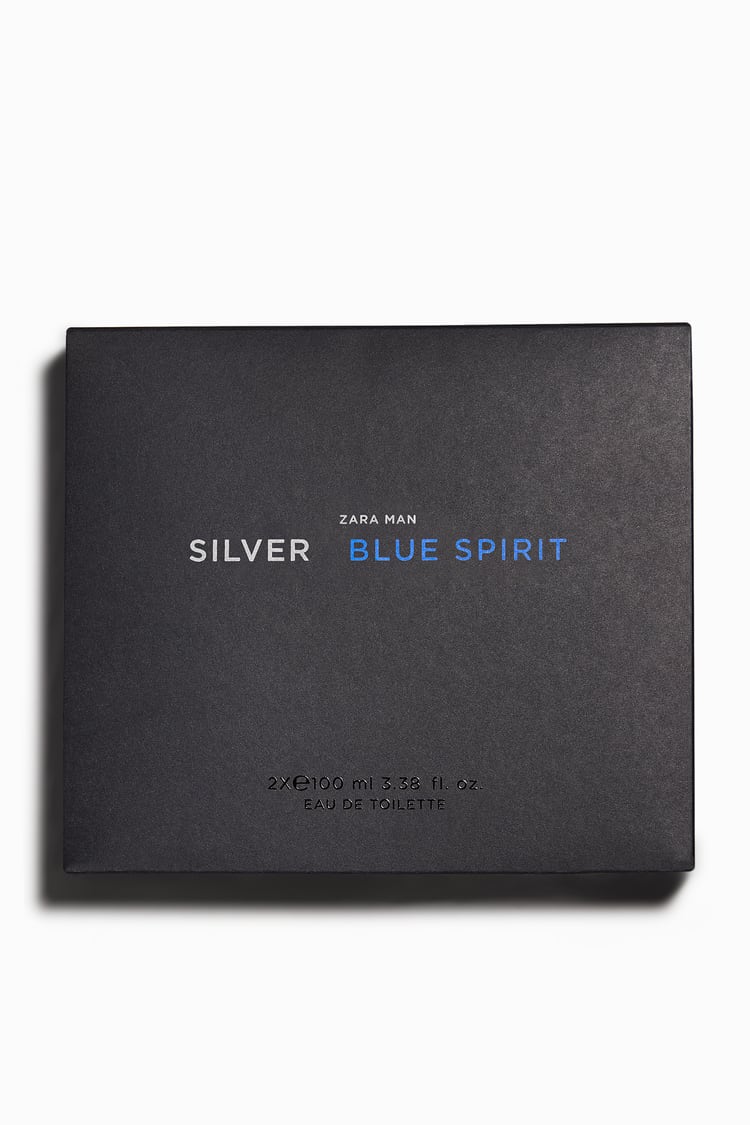 ZARA MAN
SILVER BLUE SPIRIT
2X℮100 ml 3.38 fl. oz.
EAU DE TOILETTE